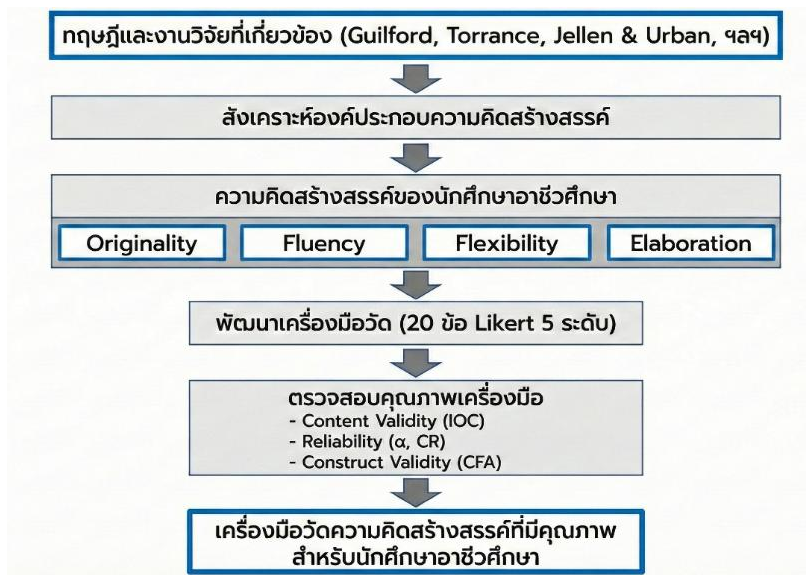 ทฤษฎีและงานวิจัยที่เกี่ยวข้อง (Guilford, Torrance, Jellen & Urban, ฯลฯ)
สังเคราะห์องค์ประกอบความคิดสร้างสรรค์
ความคิดสร้างสรรค์ของนักศึกษาอาชีวศึกษา
Originality Fluency Flexibility Elaboration
พัฒนาเครื่องมือวัด (20 ข้อ Likert 5 ระดับ)
ตรวจสอบคุณภาพเครื่องมือ
- Content Validity (IOC)
- Reliability (α, CR)
- Construct Validity (CFA)
เครื่องมือวัดความคิดสร้างสรรค์ที่มีคุณภาพ
สำหรับนักศึกษาอาชีวศึกษา